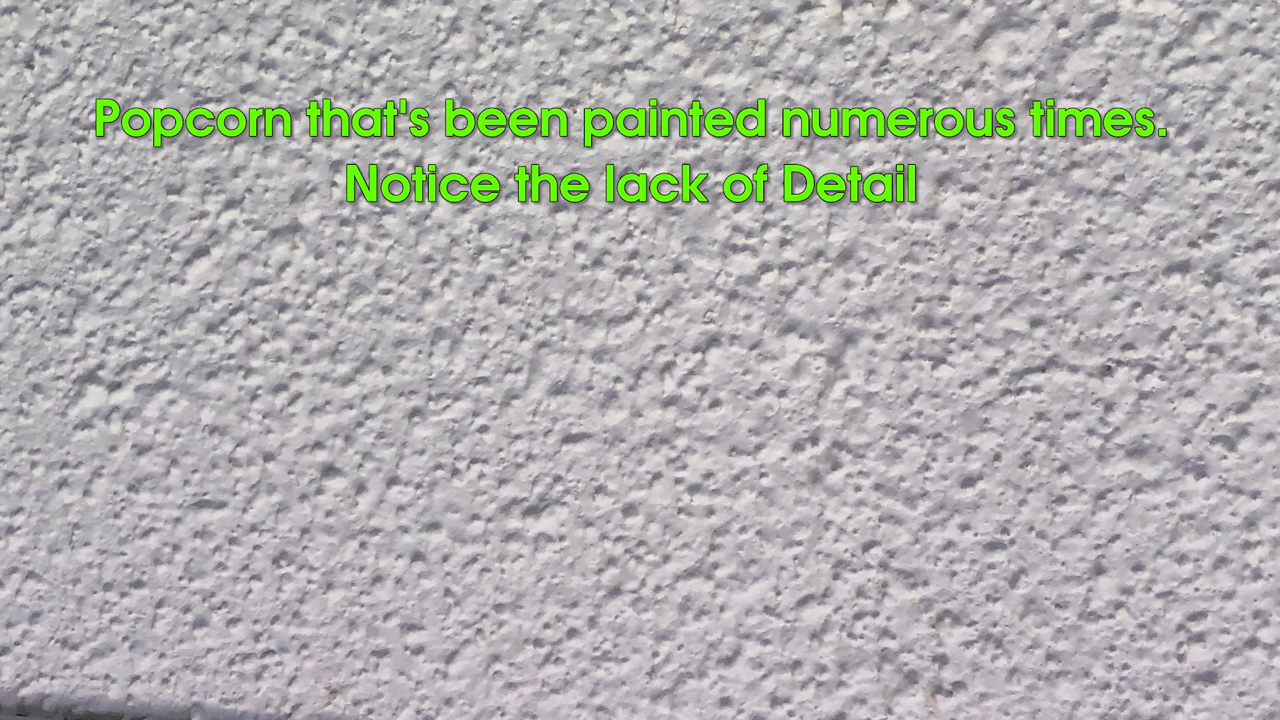 Popcorn that's been painted numerous times.
Notice the lack of Detail